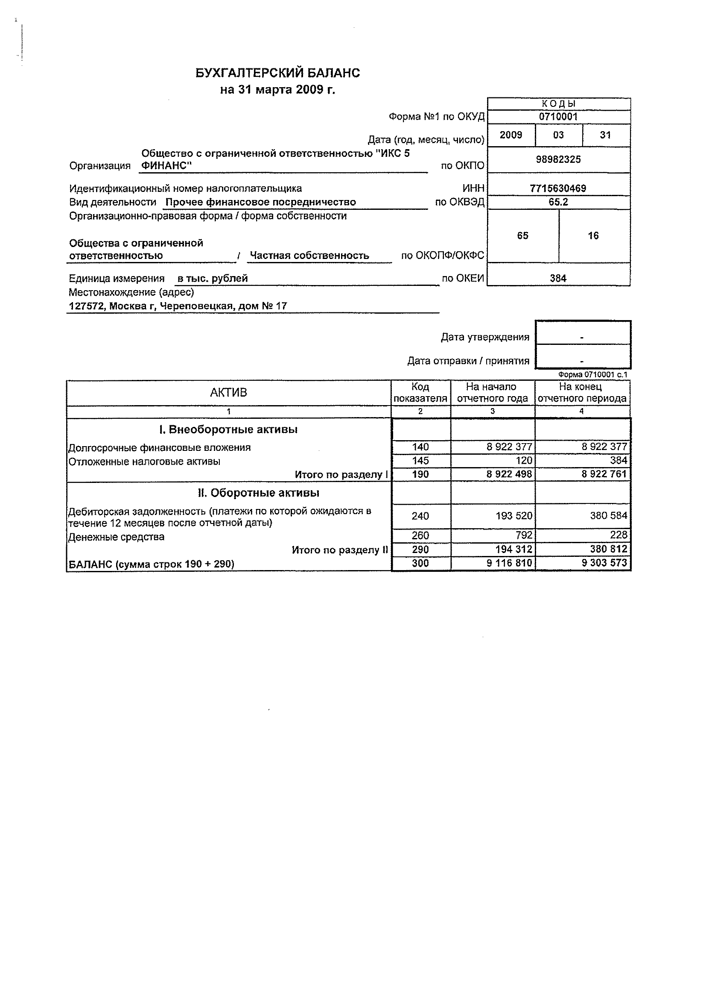 БУХГАЛТЕРСКИЙ БАЛАНС
на 31 марта 2009 г.
КОДЫ
Форма №1 по ОКУД 0710001
Дата (год, месяц, число) 2009 03 31
Общество с ограниченной ответственностью "ИКС 5
Организация ФИНАНС" по ОКПО 98982325
Идентификационный номер налогоплательщика ИНН 7715630469
Вид деятельности Прочее финансовое посредничество по ОКВЭД 65.2
Организационно-правовая форма / форма собственности
65 16
Общества с ограниченной
ответственностью / Частная собственность по ОКОПФ/ОКФС
Единица измерения в тыс. рублей по ОКЕИ 384
Местонахождение (адрес)
127572, Москва г, Череповецкая, дом № 17
Дата утверждения -
Дата отправки / принятия -
Форма 0710001 с.1
АКТИВ Код показателя На начало отчетного года На конец отчетного периода
1 2 3 4
I. Внеоборотные активы
Долгосрочные финансовые вложения 140 8 922 377 8 922 377
Отложенные налоговые активы 145 120 384
Итого по разделу I 190 8 922 498 8 922 761
II. Оборотные активы
Дебиторская задолженность (платежи по которой ожидаются в
течение 12 месяцев после отчетной даты) 240 193 520 380 584
Денежные средства 260 792 228
Итого по разделу II 290 194 312 380 812
БАЛАНС (сумма строк 190 + 290) 300 9 116 810 9 303 573